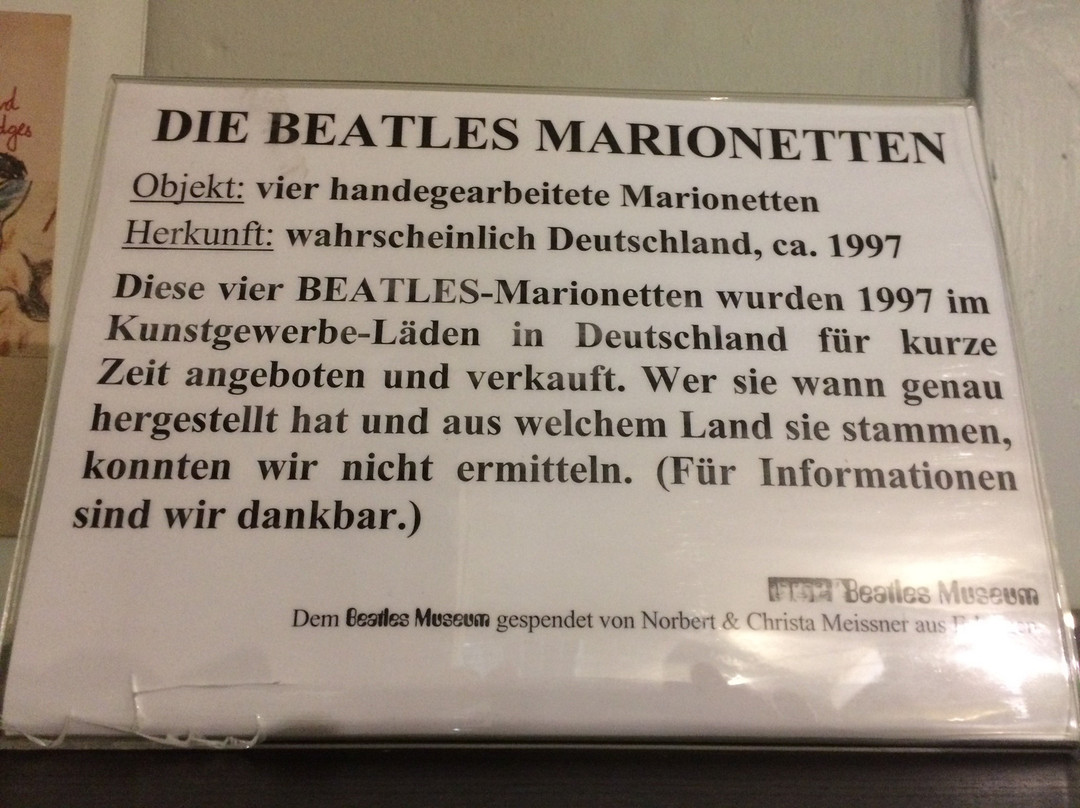 rd
dges
DIE BEATLES MARIONETTEN
Objekt: vier handegearbeitete Marionetten
Herkunft: wahrscheinlich Deutschland, ca. 1997
Diese vier BEATLES-Marionetten wurden 1997 im
Kunstgewerbe-Läden in Deutschland für kurze
Zeit angeboten und verkauft. Wer sie wann genau
hergestellt hat und aus welchem Land sie stammen,
konnten wir nicht ermitteln. (Für Informationen
sind wir dankbar.)
Beatles Museum
Dem Beatles Museum gespendet von Norbert & Christa Meissner aus